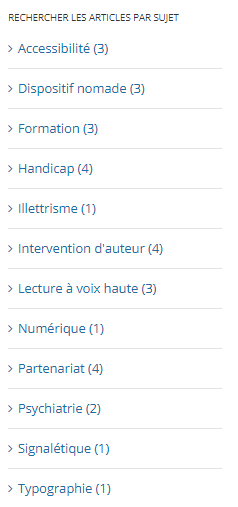 RECHERCHER LES ARTICLES PAR SUJET
> Accessibilité (3)
> Dispositif nomade (3)
> Formation (3)
> Handicap (4)
> Illettrisme (1)
> Intervention d'auteur (4)
> Lecture à voix haute (3)
> Numérique (1)
> Partenariat (4)
> Psychiatrie (2)
> Signalétique (1)
> Typographie (1)